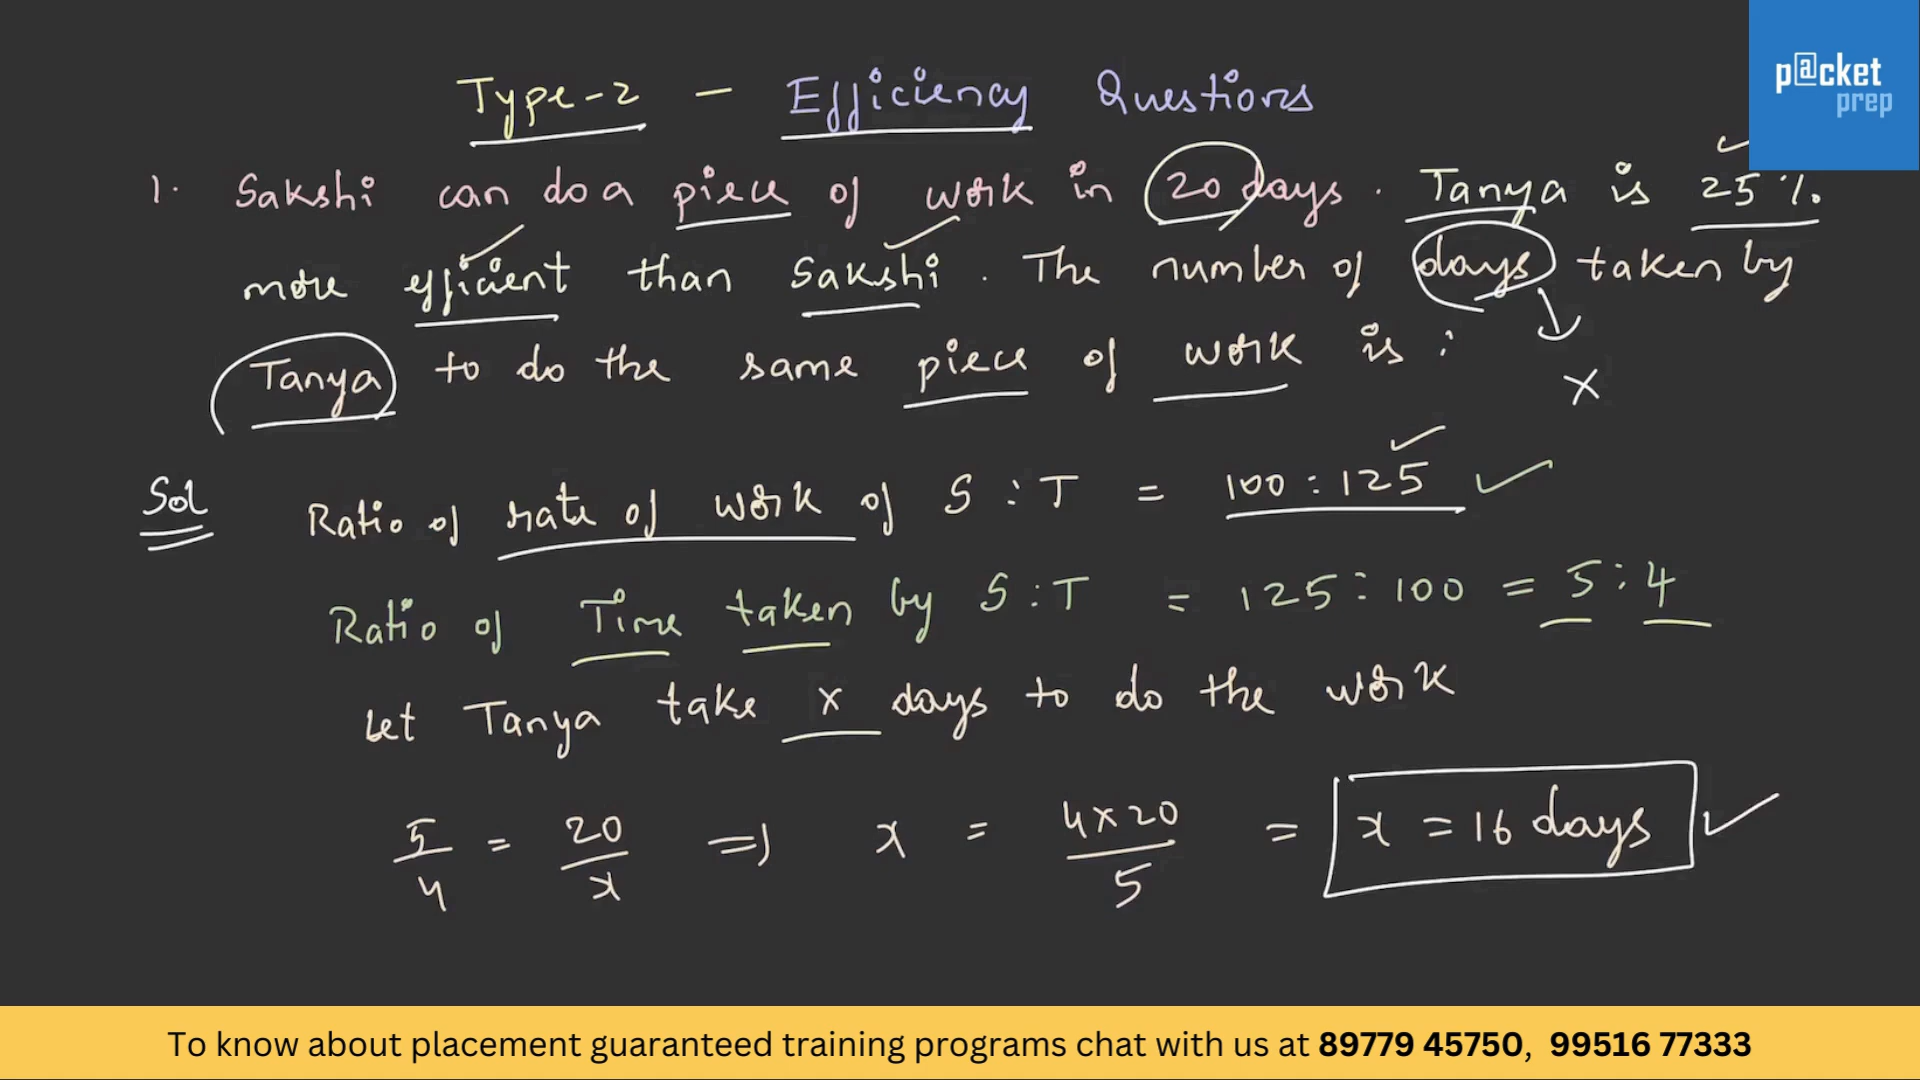 p@cket
prep
Type-2 - Efficiency Questions
1. Sakshi can do a piece of work in 20 days. Tanya is 25%
more efficient than Sakshi. The number of days taken by
Tanya to do the same piece of work is :
x
Sol Ratio of rate of work of S : T = 100 : 125
Ratio of Time taken by S : T = 125 : 100 = 5 : 4
Let Tanya take x days to do the work
5/4 = 20/x => x = 4x20/5 = x = 16 days
To know about placement guaranteed training programs chat with us at 89779 45750, 99516 77333